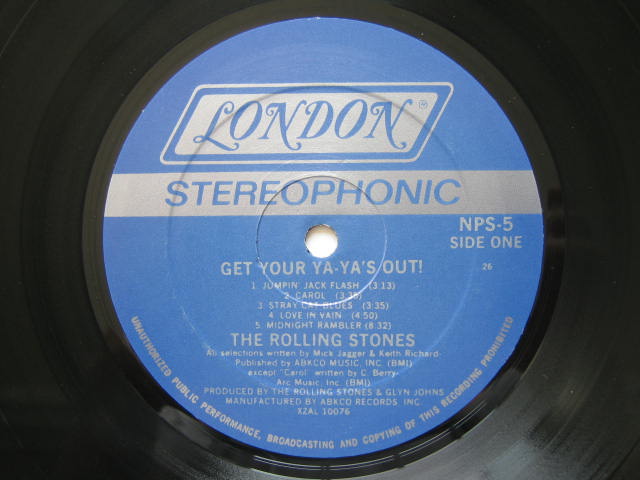 LONDON®
STEREOPHONIC
NPS-5
SIDE ONE
GET YOUR YA-YA'S OUT!
26
1. JUMPIN' JACK FLASH (3:13)
2. CAROL (3:38)
3. STRAY CAT BLUES (3:35)
4. LOVE IN VAIN (4:50)
5. MIDNIGHT RAMBLER (8:32)
THE ROLLING STONES
All selections written by Mick Jagger & Keith Richard-
Published by ABKCO MUSIC, INC. (BMI)
except "Carol" written by C. Berry-
Arc Music, Inc. (BMI)
PRODUCED BY THE ROLLING STONES & GLYN JOHNS
MANUFACTURED BY ABKCO RECORDS, INC.
XZAL 10076
UNAUTHORIZED PUBLIC PERFORMANCE, BROADCASTING AND COPYING OF THIS RECORDING PROHIBITED